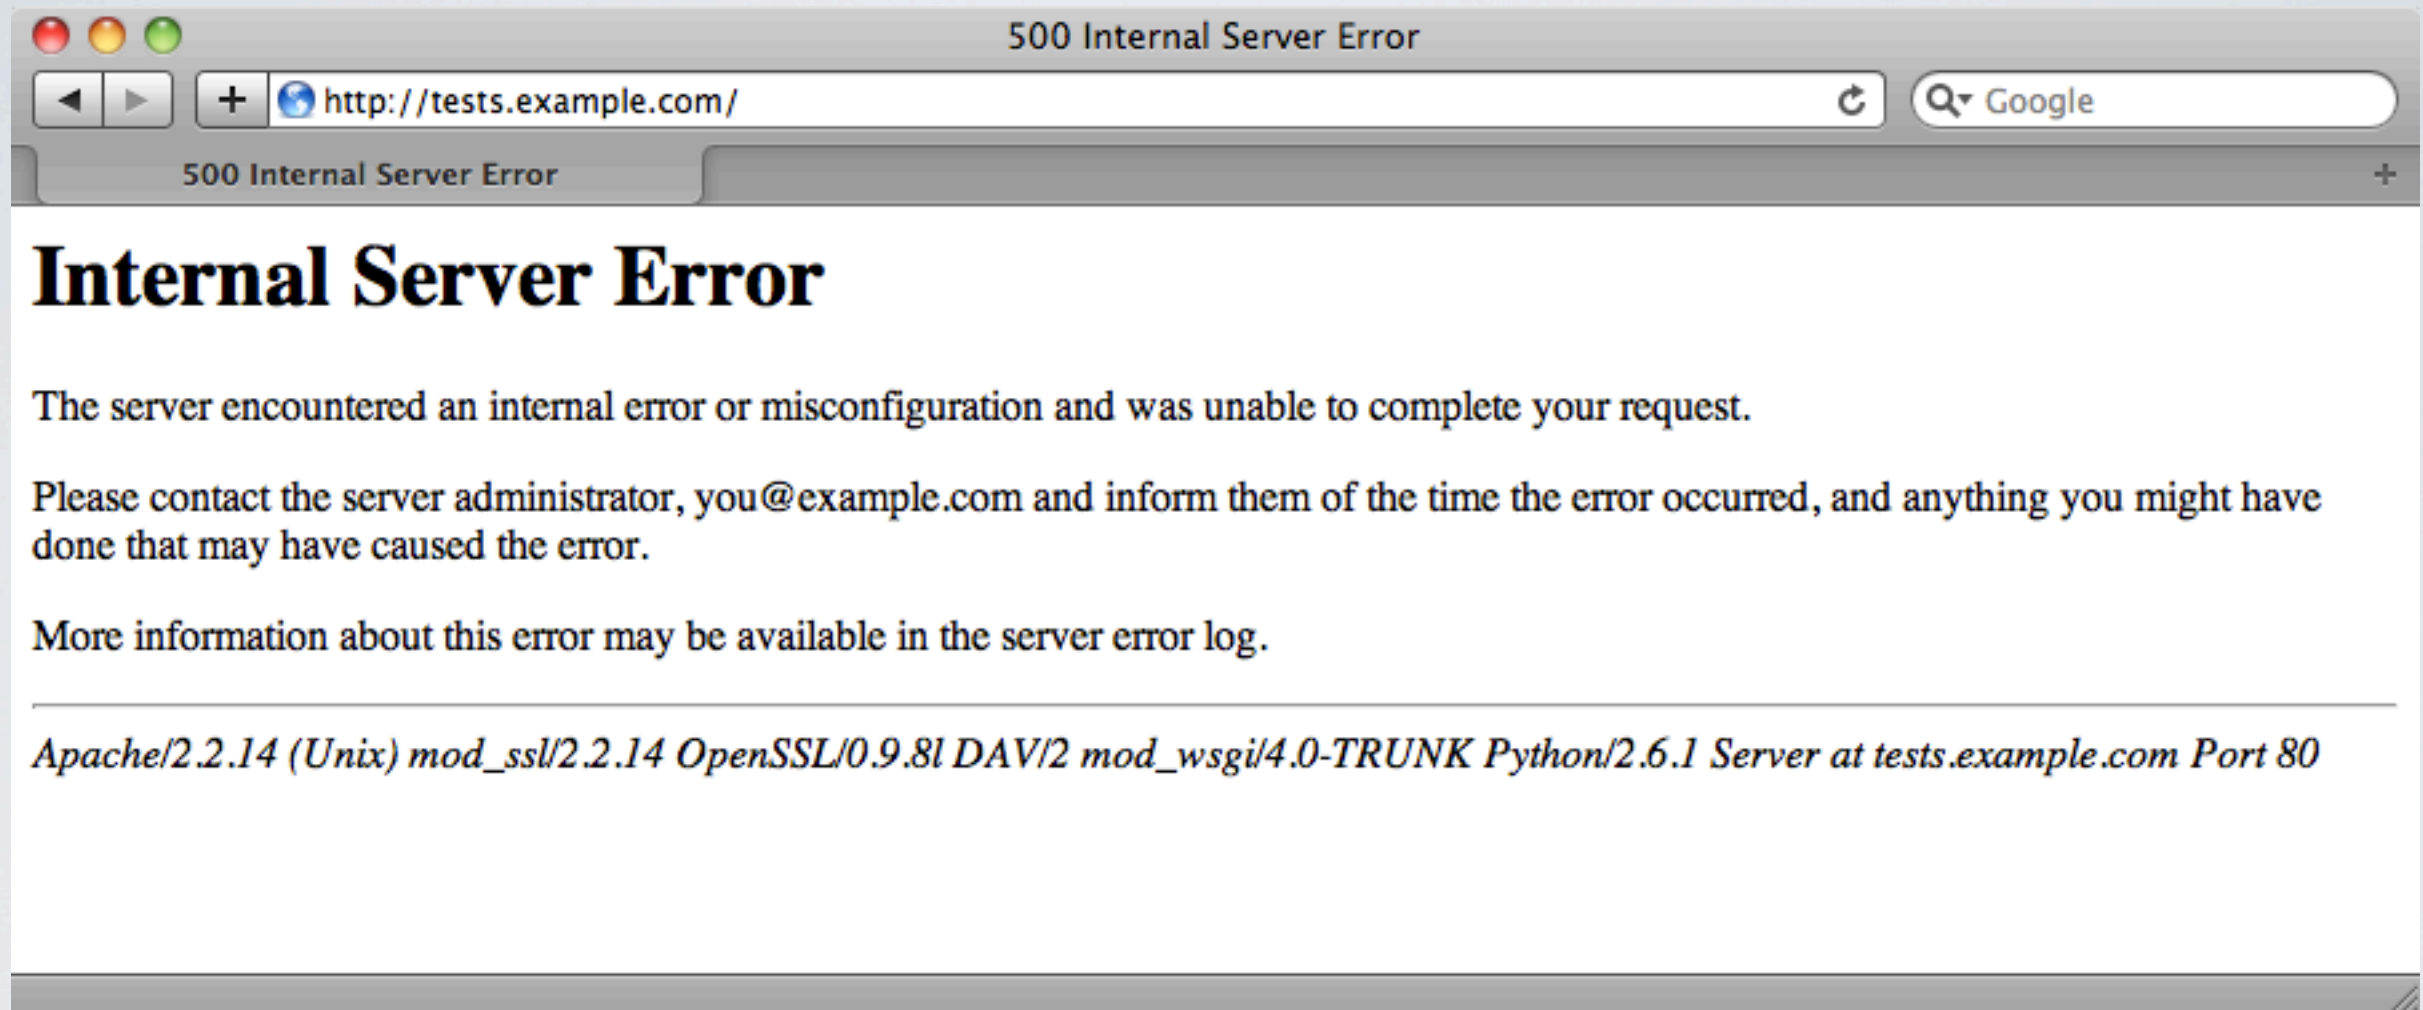 500 Internal Server Error
http://tests.example.com/
Google
500 Internal Server Error
Internal Server Error
The server encountered an internal error or misconfiguration and was unable to complete your request.
Please contact the server administrator, you@example.com and inform them of the time the error occurred, and anything you might have
done that may have caused the error.
More information about this error may be available in the server error log.
Apache/2.2.14 (Unix) mod_ssl/2.2.14 OpenSSL/0.9.8l DAV/2 mod_wsgi/4.0-TRUNK Python/2.6.1 Server at tests.example.com Port 80